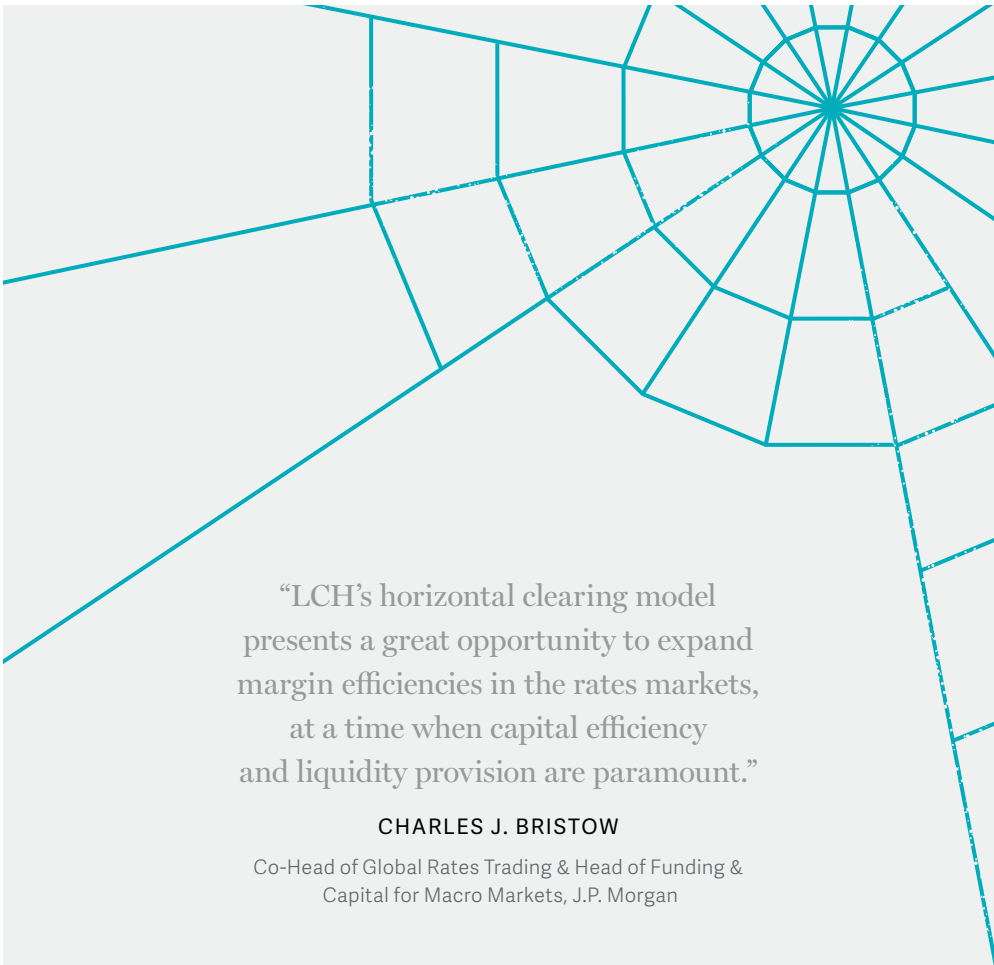 “LCH’s horizontal clearing model
presents a great opportunity to expand
margin efficiencies in the rates markets,
at a time when capital efficiency
and liquidity provision are paramount.”
CHARLES J. BRISTOW
Co-Head of Global Rates Trading & Head of Funding &
Capital for Macro Markets, J.P. Morgan